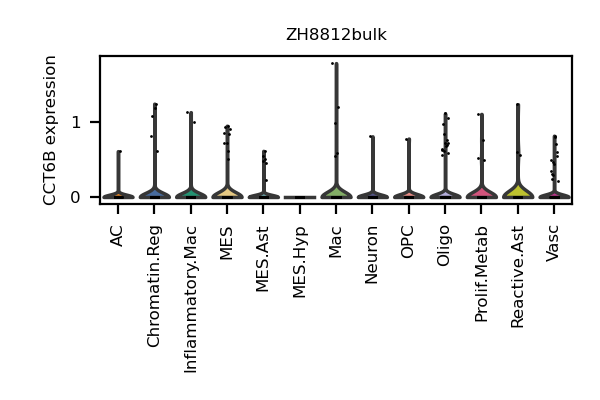 ZH8812bulk
CCT6B expression
1
0
AC
Chromatin.Reg
Inflammatory.Mac
MES
MES.Ast
MES.Hyp
Mac
Neuron
OPC
Oligo
Prolif.Metab
Reactive.Ast
Vasc